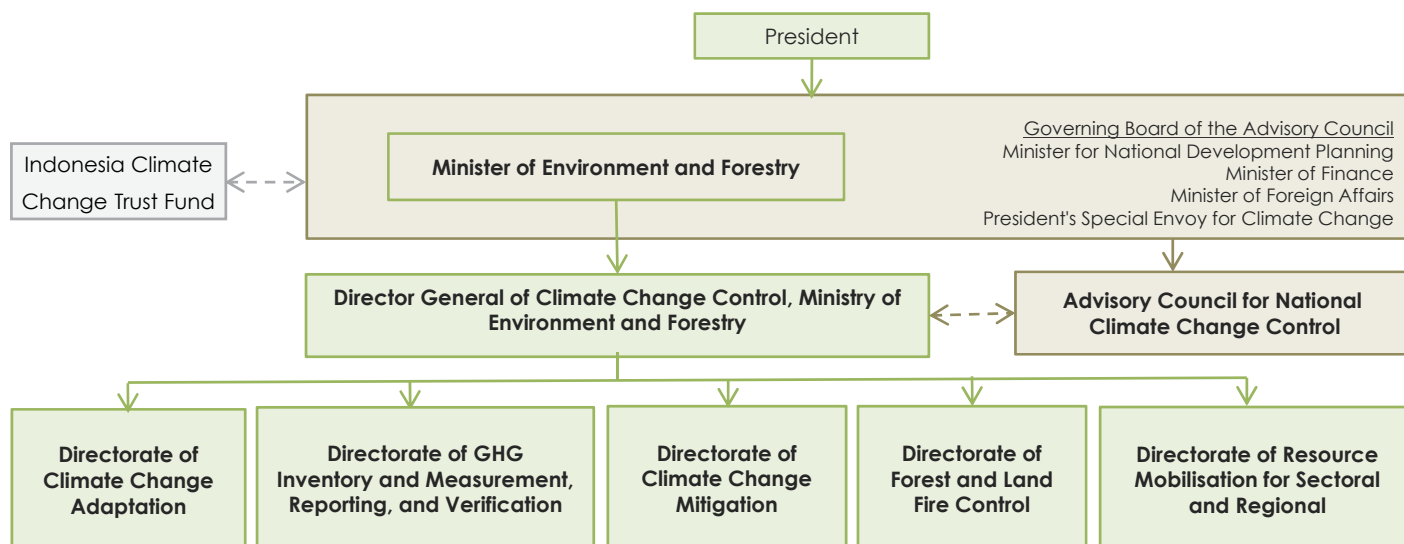 President
Governing Board of the Advisory Council
Minister for National Development Planning
Minister of Finance
Minister of Foreign Affairs
President's Special Envoy for Climate Change
Minister of Environment and Forestry
Indonesia Climate
Change Trust Fund
Director General of Climate Change Control, Ministry of
Environment and Forestry
Advisory Council for National
Climate Change Control
Directorate of
Climate Change
Adaptation
Directorate of GHG
Inventory and Measurement,
Reporting, and Verification
Directorate of
Climate Change
Mitigation
Directorate of
Forest and Land
Fire Control
Directorate of Resource
Mobilisation for Sectoral
and Regional